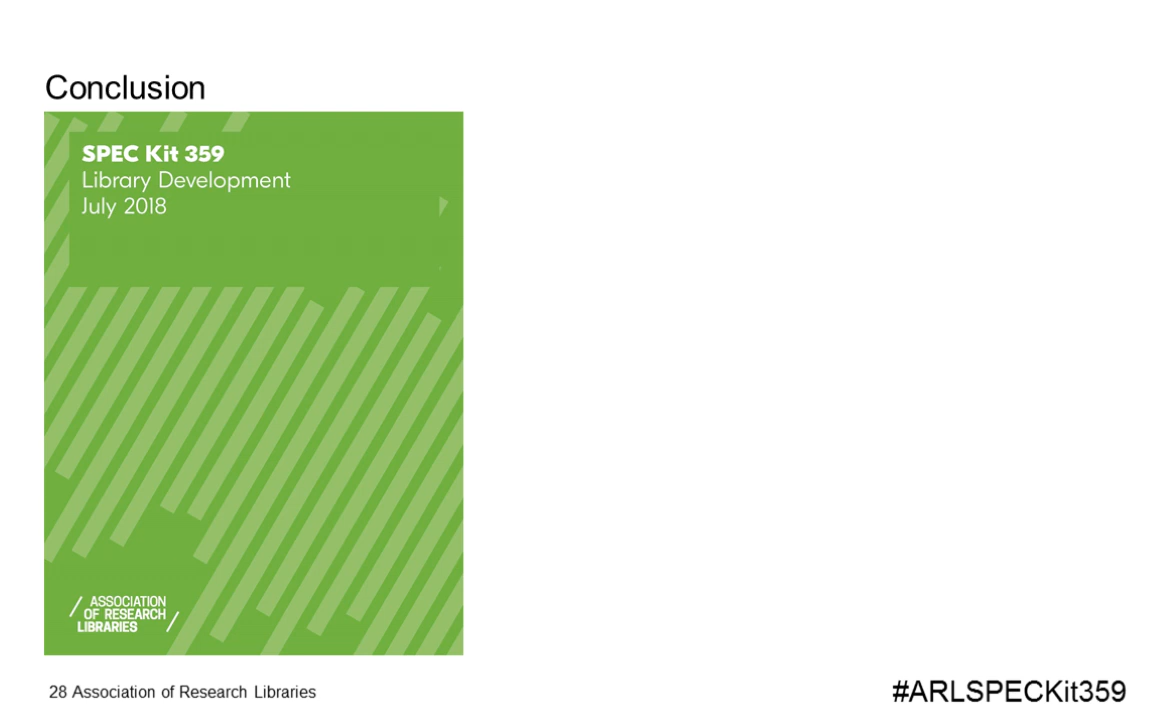 Conclusion
SPEC Kit 359
Library Development
July 2018
ASSOCIATION
OF RESEARCH
LIBRARIES
28 Association of Research Libraries
#ARLSPECKit359